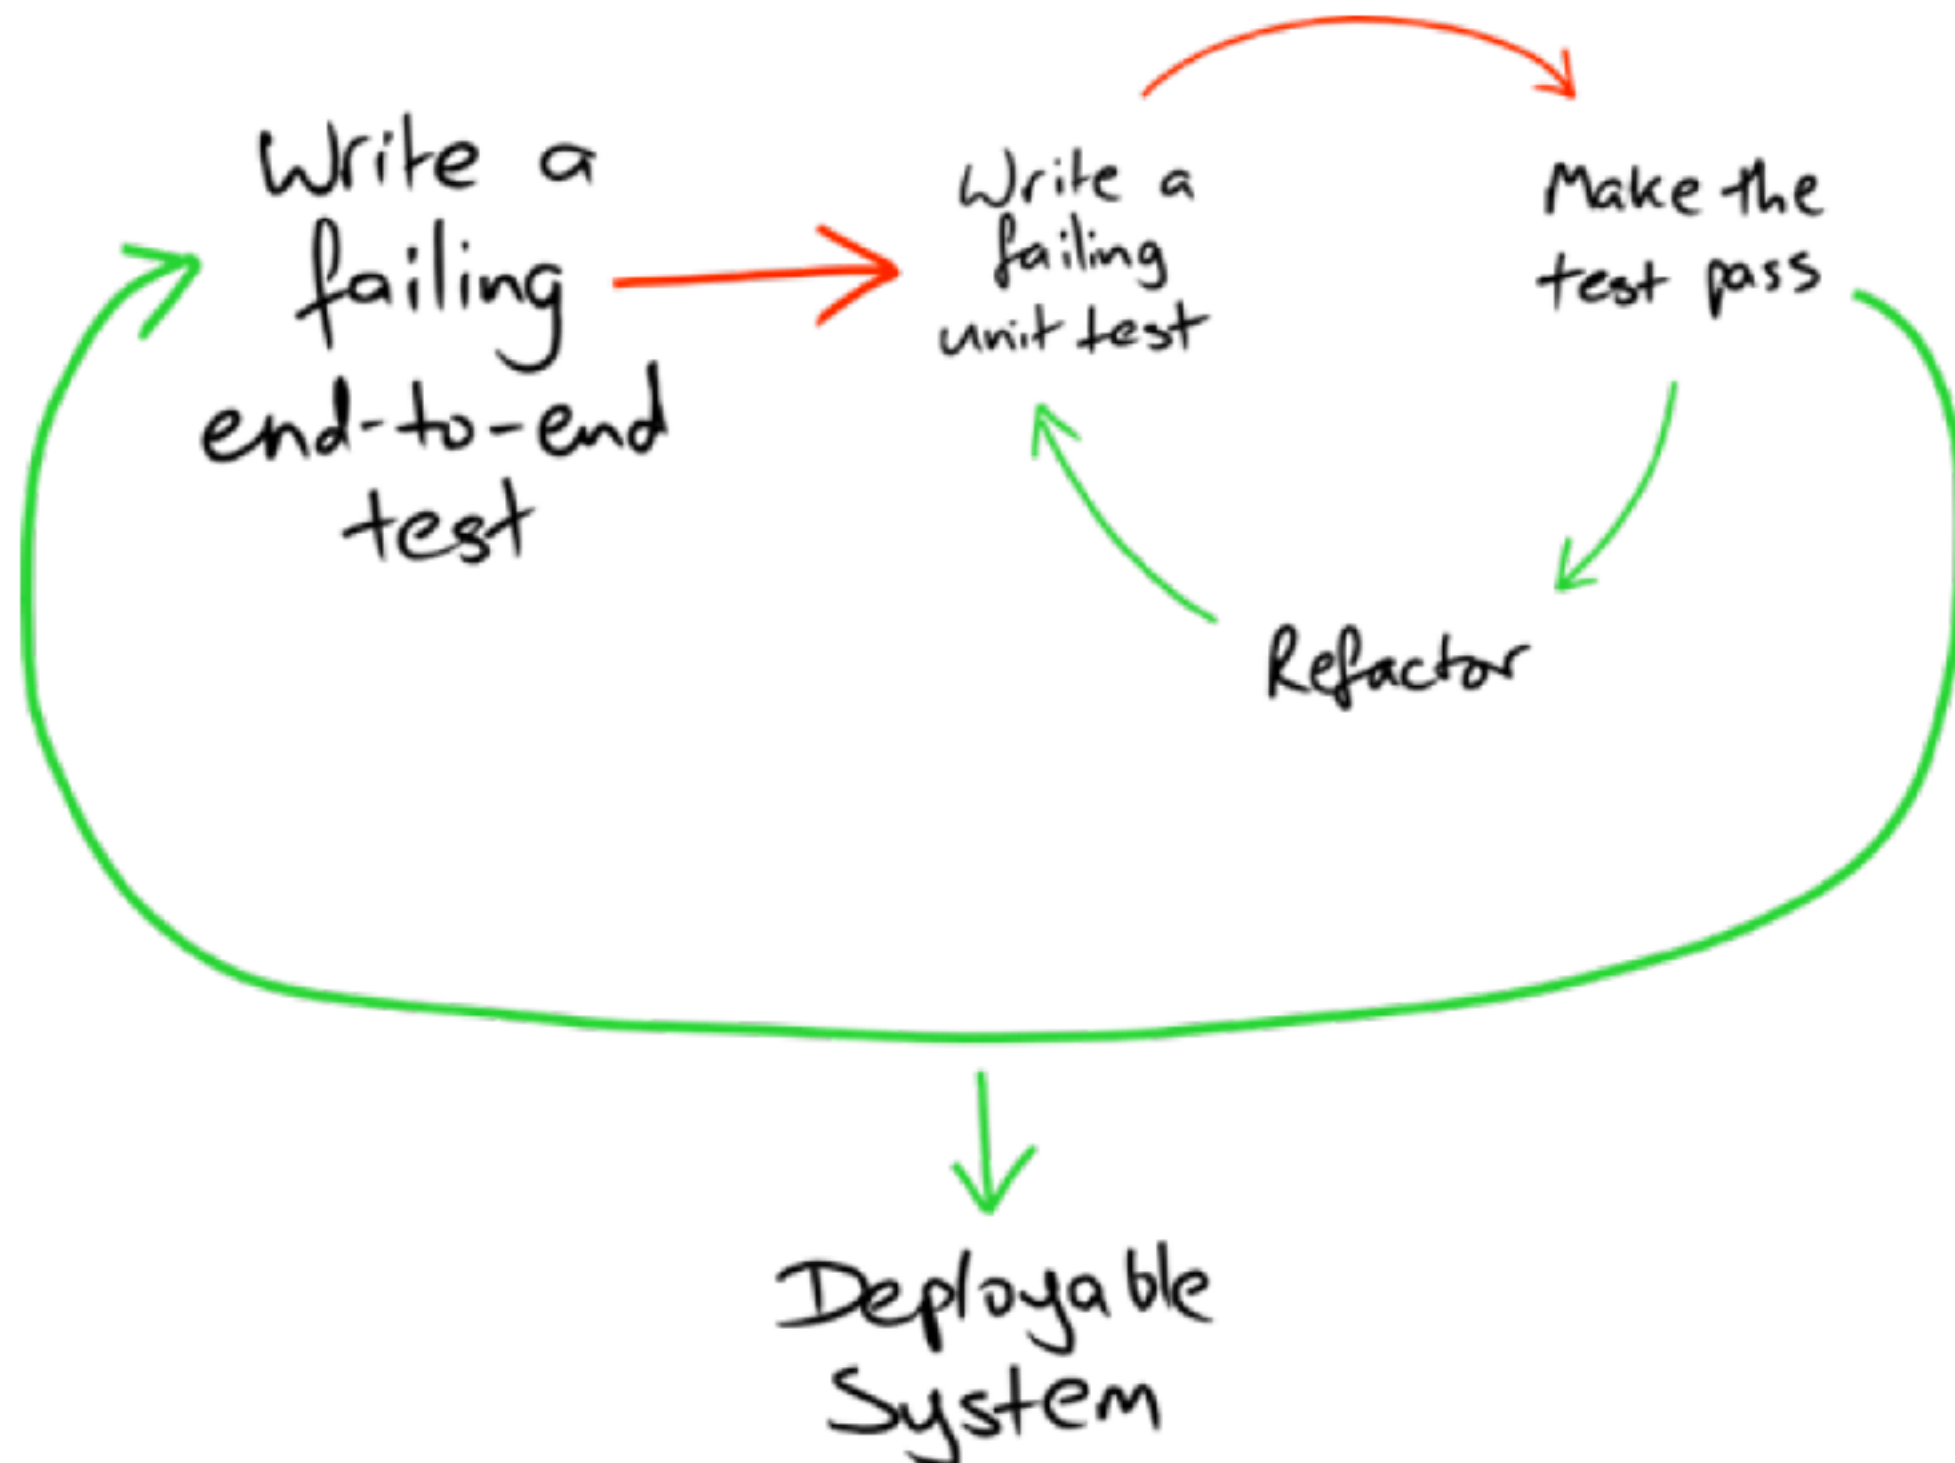 Write a
failing
end-to-end
test
Write a
failing
unit test
Make the
test pass
Refactor
Deployable
System